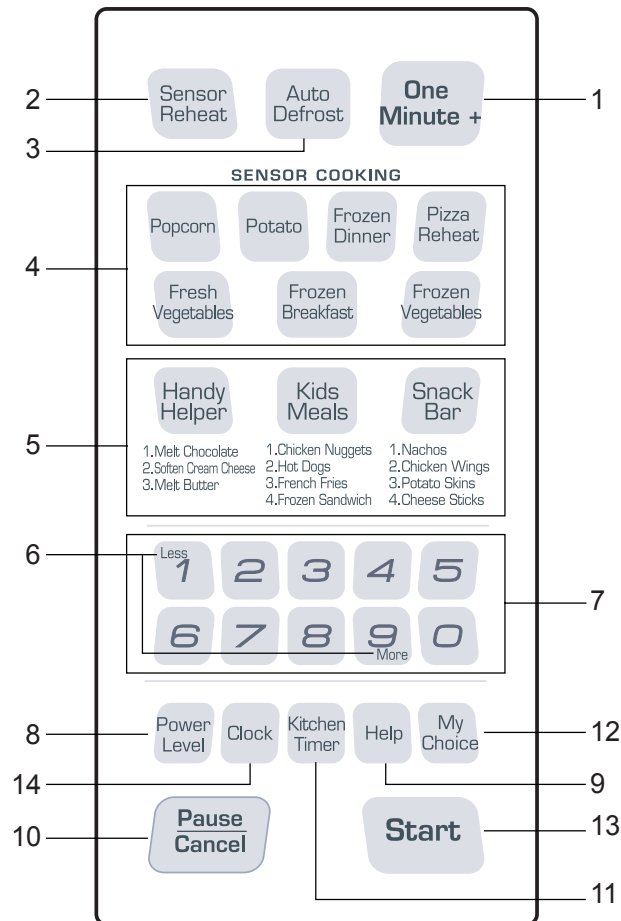 2
Sensor
Reheat
Auto
Defrost
3
One
Minute +
1
SENSOR COOKING
4
Popcorn
Potato
Frozen
Dinner
Pizza
Reheat
Fresh
Vegetables
Frozen
Breakfast
Frozen
Vegetables
5
Handy
Helper
1.Melt Chocolate
2.Soften Cream Cheese
3.Melt Butter
Kids
Meals
1.Chicken Nuggets
2.Hot Dogs
3.French Fries
4.Frozen Sandwich
Snack
Bar
1.Nachos
2.Chicken Wings
3.Potato Skins
4.Cheese Sticks
6
Less
1 2 3 4 5
7
6 7 8 9 0
More
8
Power
Level
Clock
Kitchen
Timer
Help
My
Choice
12
14
9
10
Pause
Cancel
Start
13
11